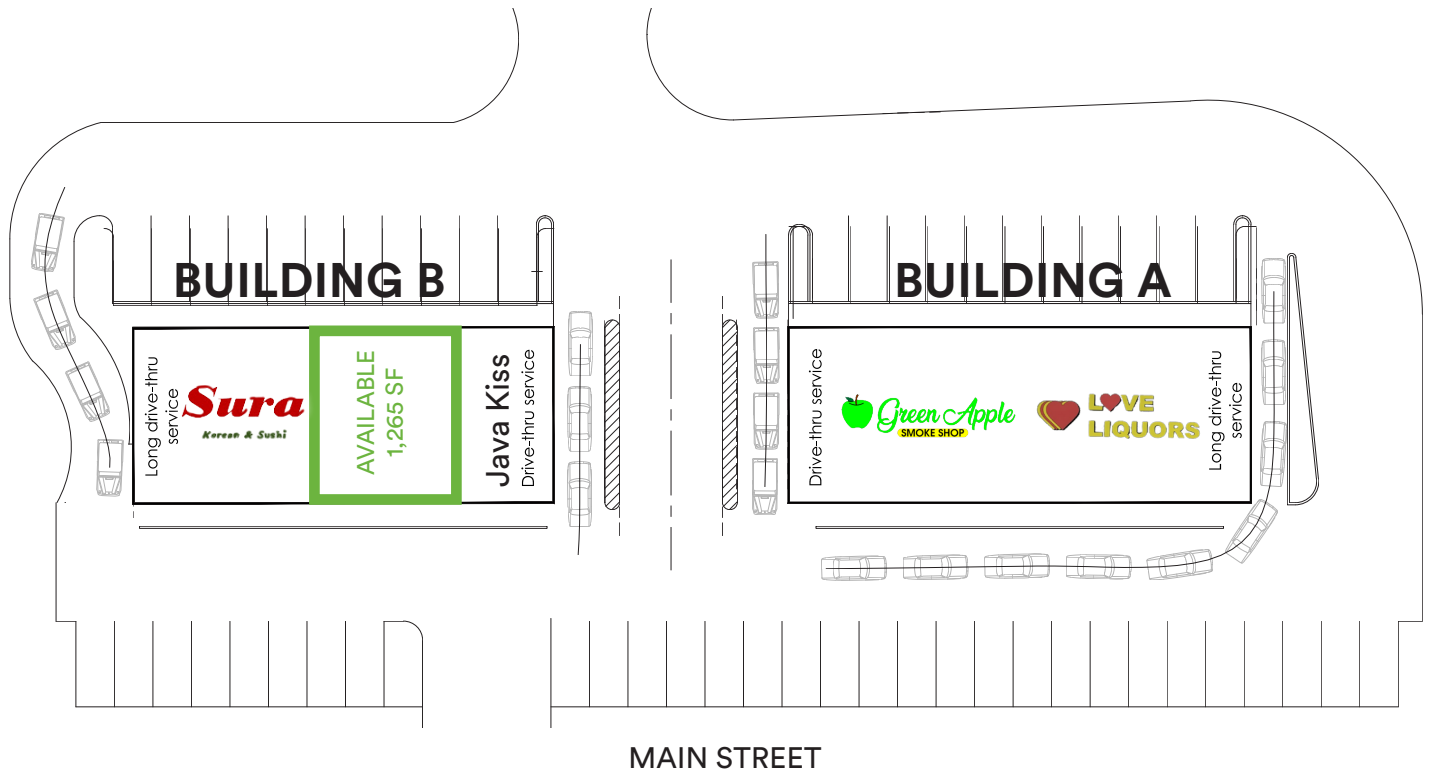 BUILDING B
BUILDING A
Long drive-thru
service
Sura
Korean & Sushi
AVAILABLE
1,265 SF
Java Kiss
Drive-thru service
Drive-thru service
Green Apple
SMOKE SHOP
LOVE
LIQUORS
Long drive-thru
service
MAIN STREET